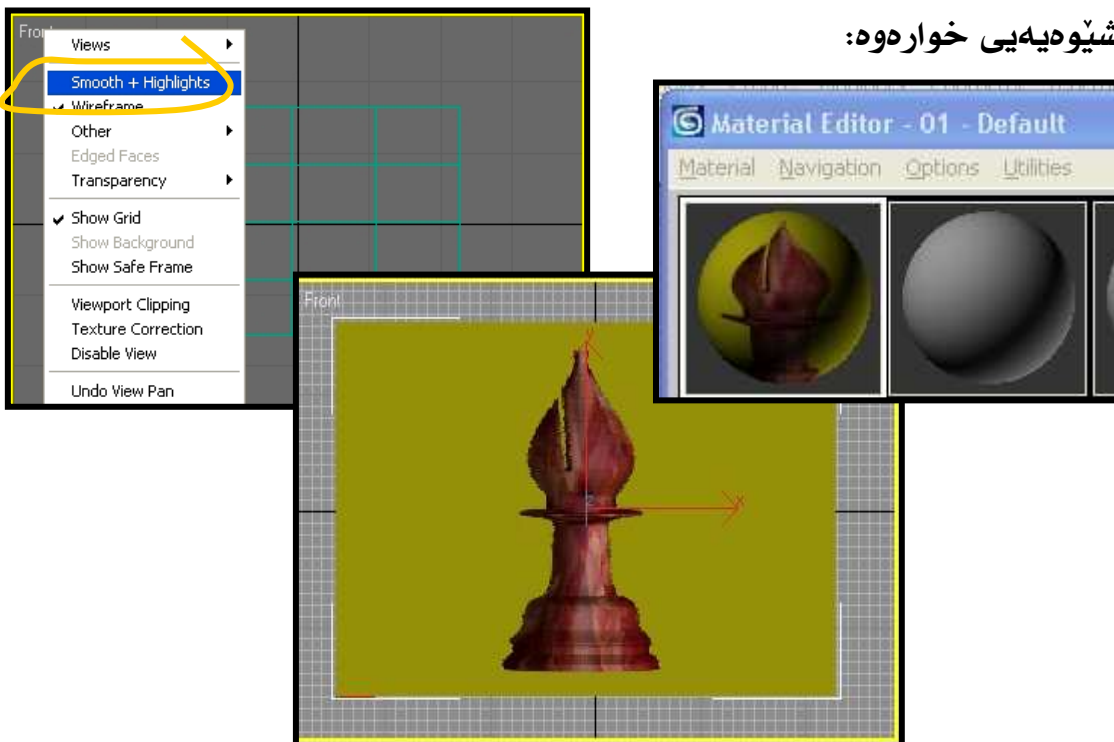 شێوەیەیی خوارەوە:
Front
Views
Smooth + Highlights
Wireframe
Other
Edged Faces
Transparency
Show Grid
Show Background
Show Safe Frame
Viewport Clipping
Texture Correction
Disable View
Undo View Pan
Material Editor - 01 - Default
Material Navigation Options Utilities
Front
y
z
x